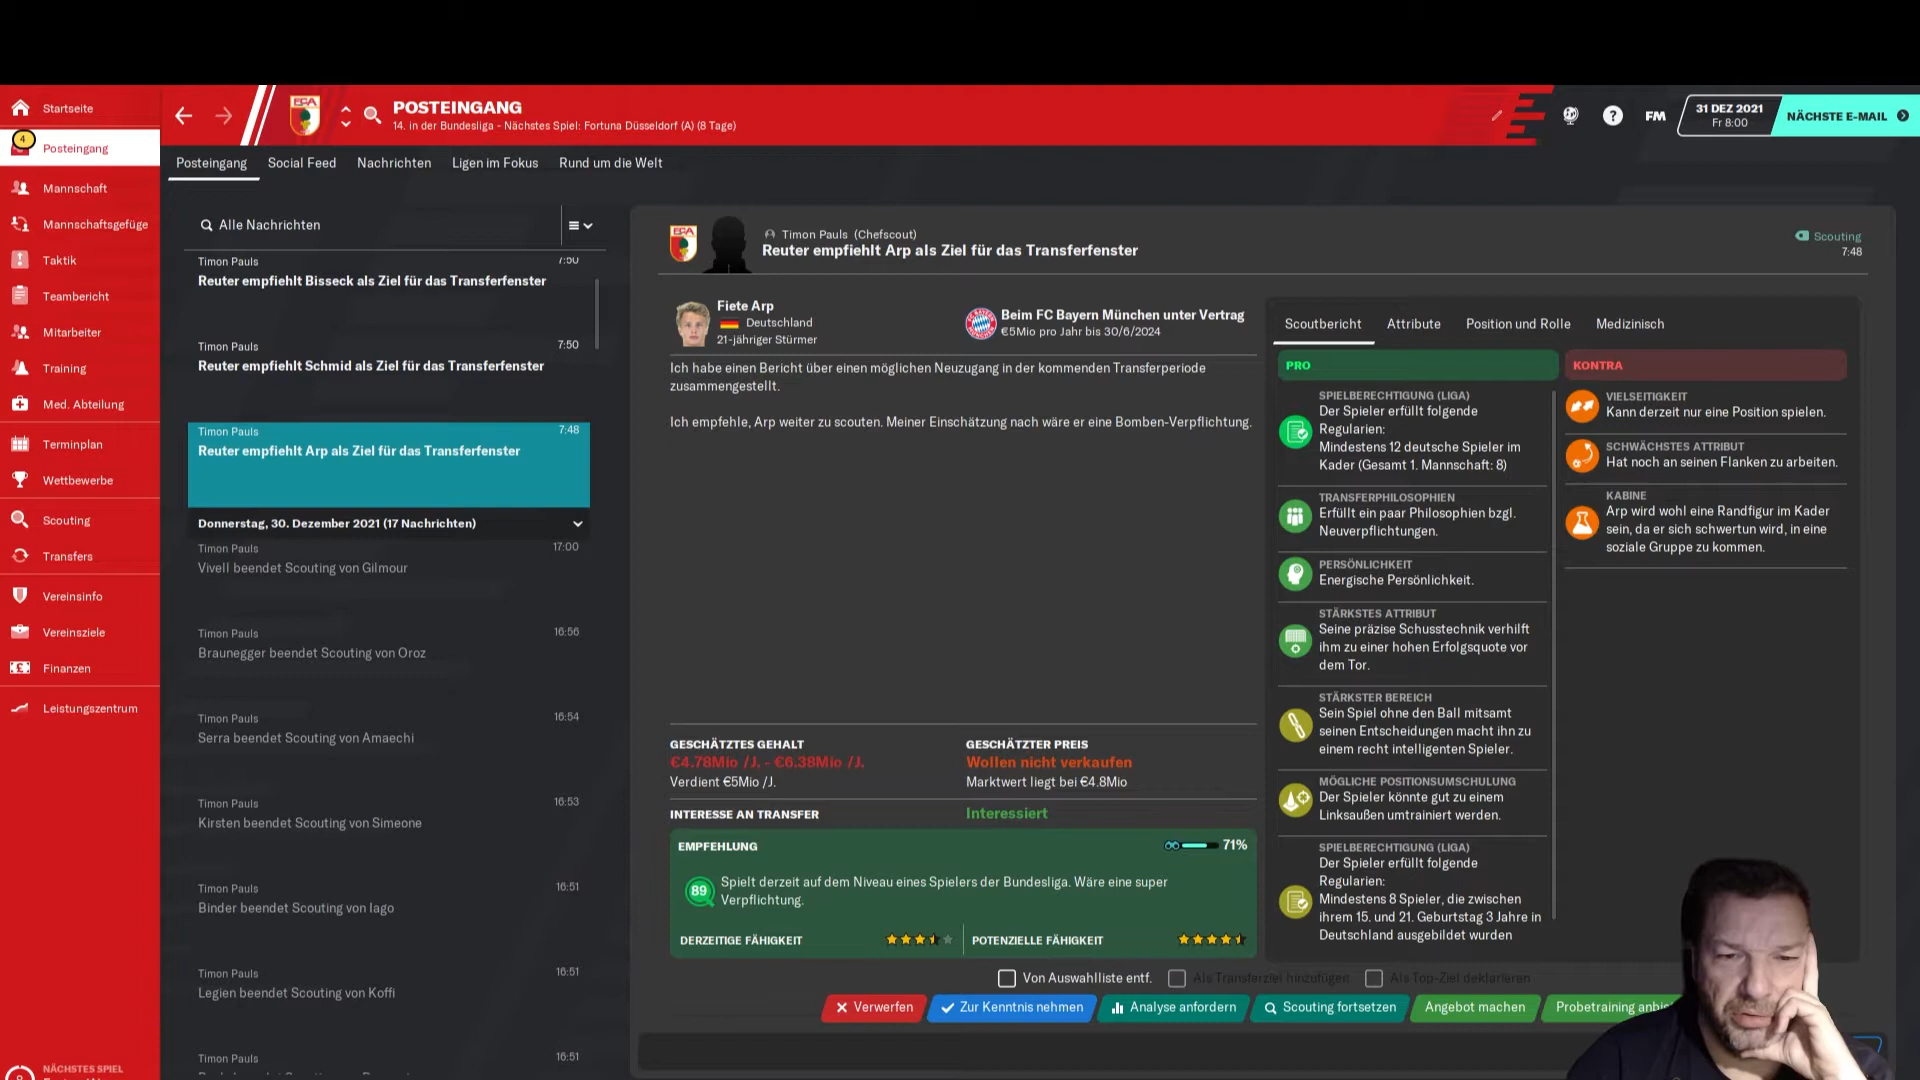 Startseite
4
Posteingang
Mannschaft
Mannschaftsgefüge
Taktik
Teambericht
Mitarbeiter
Training
Med. Abteilung
Terminplan
Wettbewerbe
Scouting
Transfers
Vereinsinfo
Vereinsziele
Finanzen
Leistungszentrum
NÄCHSTES SPIEL
FCA
POSTEINGANG
14. in der Bundesliga - Nächstes Spiel: Fortuna Düsseldorf (A) (8 Tage)
?
FM
31 DEZ 2021
Fr 8:00
NÄCHSTE E-MAIL
Posteingang
Social Feed
Nachrichten
Ligen im Fokus
Rund um die Welt
Alle Nachrichten
Timon Pauls
7:50
Reuter empfiehlt Bisseck als Ziel für das Transferfenster
Timon Pauls
7:50
Reuter empfiehlt Schmid als Ziel für das Transferfenster
Timon Pauls
7:48
Reuter empfiehlt Arp als Ziel für das Transferfenster
Donnerstag, 30. Dezember 2021 (17 Nachrichten)
Timon Pauls
17:00
Vivell beendet Scouting von Gilmour
Timon Pauls
16:56
Braunegger beendet Scouting von Oroz
Timon Pauls
16:54
Serra beendet Scouting von Amaechi
Timon Pauls
16:53
Kirsten beendet Scouting von Simeone
Timon Pauls
16:51
Binder beendet Scouting von Iago
Timon Pauls
16:51
Legien beendet Scouting von Koffi
Timon Pauls
16:51
FCA
Timon Pauls (Chefscout)
Reuter empfiehlt Arp als Ziel für das Transferfenster
Scouting
7:48
Fiete Arp
Deutschland
21-jähriger Stürmer
Beim FC Bayern München unter Vertrag
€5Mio pro Jahr bis 30/6/2024
Ich habe einen Bericht über einen möglichen Neuzugang in der kommenden Transferperiode
zusammengestellt.
Ich empfehle, Arp weiter zu scouten. Meiner Einschätzung nach wäre er eine Bomben-Verpflichtung.
GESCHÄTZTES GEHALT
€4.78Mio /J. - €6.38Mio /J.
Verdient €5Mio /J.
GESCHÄTZTER PREIS
Wollen nicht verkaufen
Marktwert liegt bei €4.8Mio
INTERESSE AN TRANSFER
Interessiert
EMPFEHLUNG
71%
89
Spielt derzeit auf dem Niveau eines Spielers der Bundesliga. Wäre eine super
Verpflichtung.
DERZEITIGE FÄHIGKEIT
POTENZIELLE FÄHIGKEIT
Scoutbericht
Attribute
Position und Rolle
Medizinisch
PRO
SPIELBERECHTIGUNG (LIGA)
Der Spieler erfüllt folgende
Regularien:
Mindestens 12 deutsche Spieler im
Kader (Gesamt 1. Mannschaft: 8)
TRANSFERPHILOSOPHIEN
Erfüllt ein paar Philosophien bzgl.
Neuverpflichtungen.
PERSÖNLICHKEIT
Energische Persönlichkeit.
STÄRKSTES ATTRIBUT
Seine präzise Schusstechnik verhilft
ihm zu einer hohen Erfolgsquote vor
dem Tor.
STÄRKSTER BEREICH
Sein Spiel ohne den Ball mitsamt
seinen Entscheidungen macht ihn zu
einem recht intelligenten Spieler.
MÖGLICHE POSITIONSUMSCHULUNG
Der Spieler könnte gut zu einem
Linksaußen umtrainiert werden.
SPIELBERECHTIGUNG (LIGA)
Der Spieler erfüllt folgende
Regularien:
Mindestens 8 Spieler, die zwischen
ihrem 15. und 21. Geburtstag 3 Jahre in
Deutschland ausgebildet wurden
KONTRA
VIELSEITIGKEIT
Kann derzeit nur eine Position spielen.
SCHWÄCHSTES ATTRIBUT
Hat noch an seinen Flanken zu arbeiten.
KABINE
Arp wird wohl eine Randfigur im Kader
sein, da er sich schwertun wird, in eine
soziale Gruppe zu kommen.
Von Auswahlliste entf.
Als Transferziel hinzufügen
Als Top-Ziel deklarieren
Verwerfen
Zur Kenntnis nehmen
Analyse anfordern
Scouting fortsetzen
Angebot machen
Probetraining